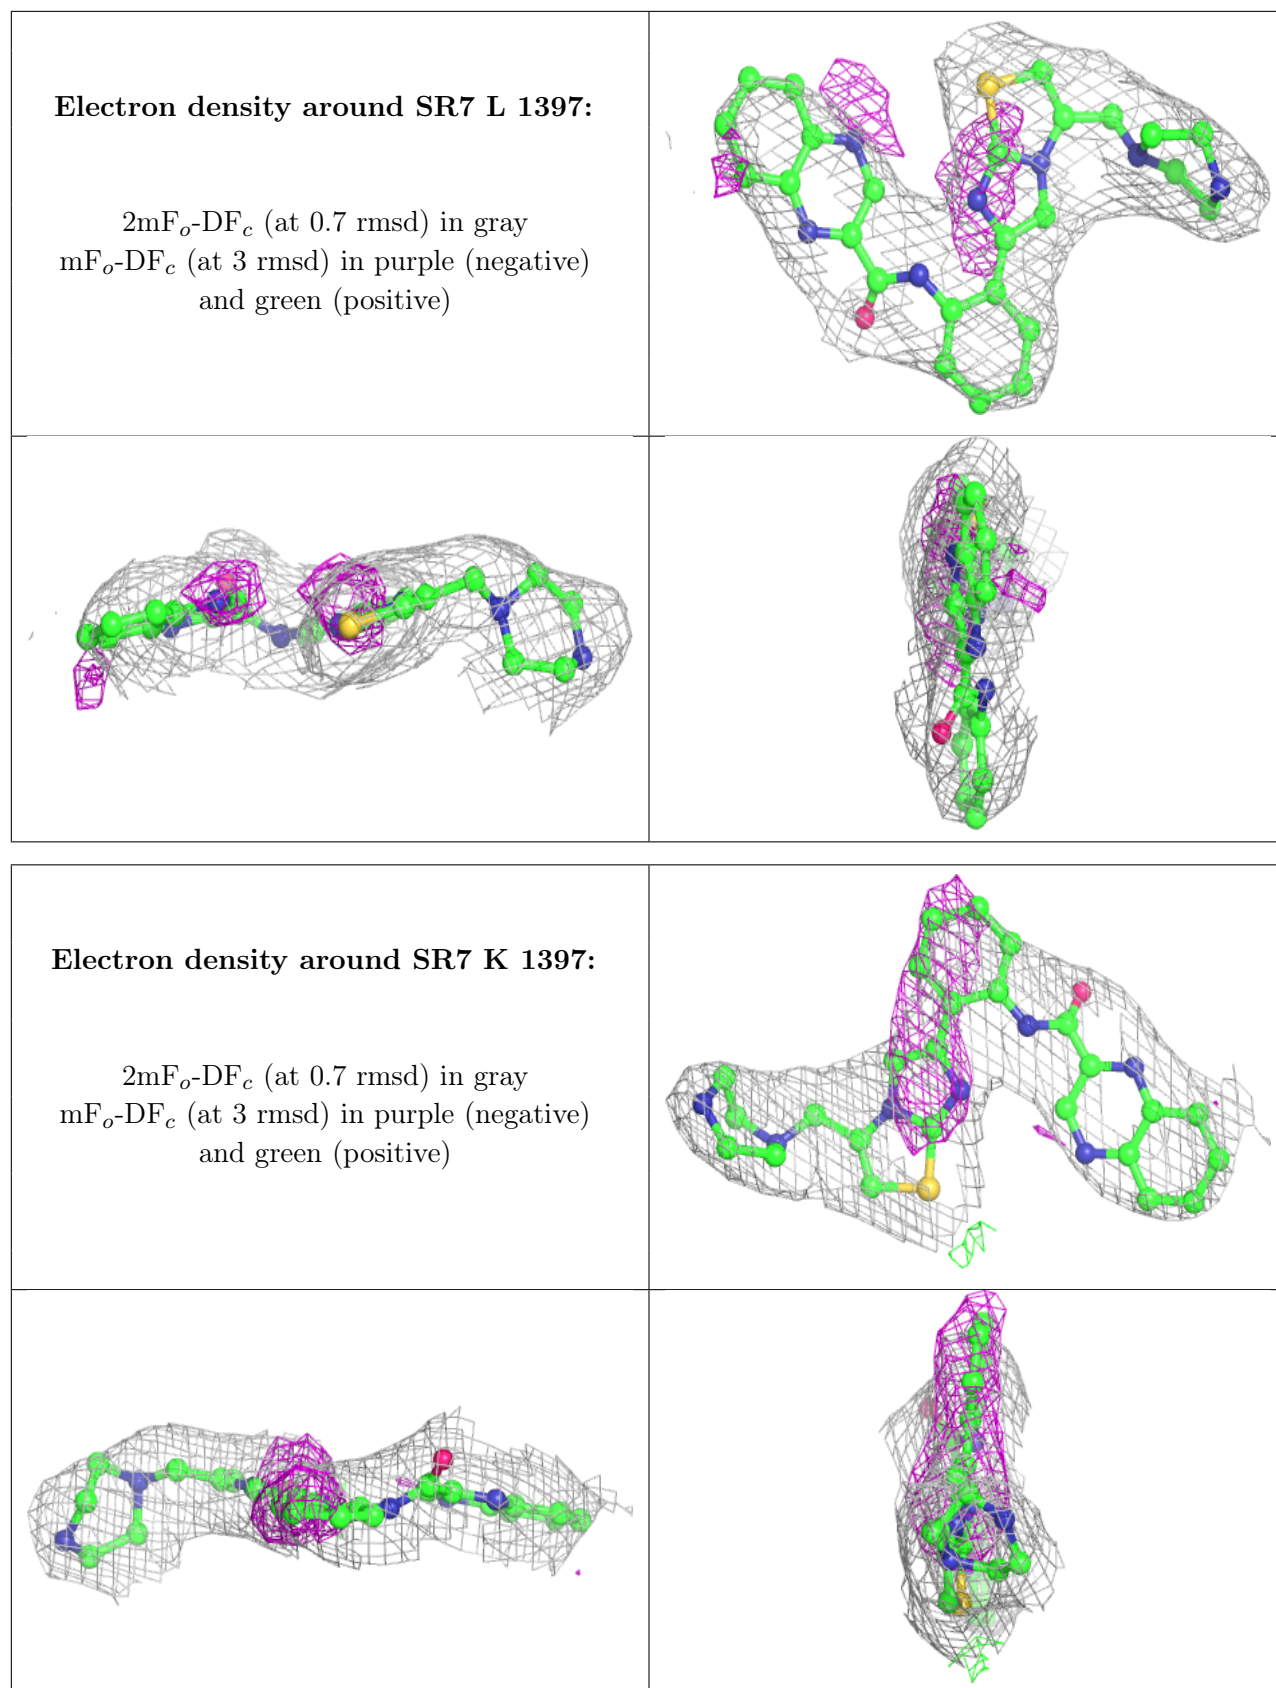 Electron density around SR7 L 1397:
2mFo-DFc (at 0.7 rmsd) in gray
mFo-DFc (at 3 rmsd) in purple (negative)
and green (positive)
Electron density around SR7 K 1397:
2mFo-DFc (at 0.7 rmsd) in gray
mFo-DFc (at 3 rmsd) in purple (negative)
and green (positive)